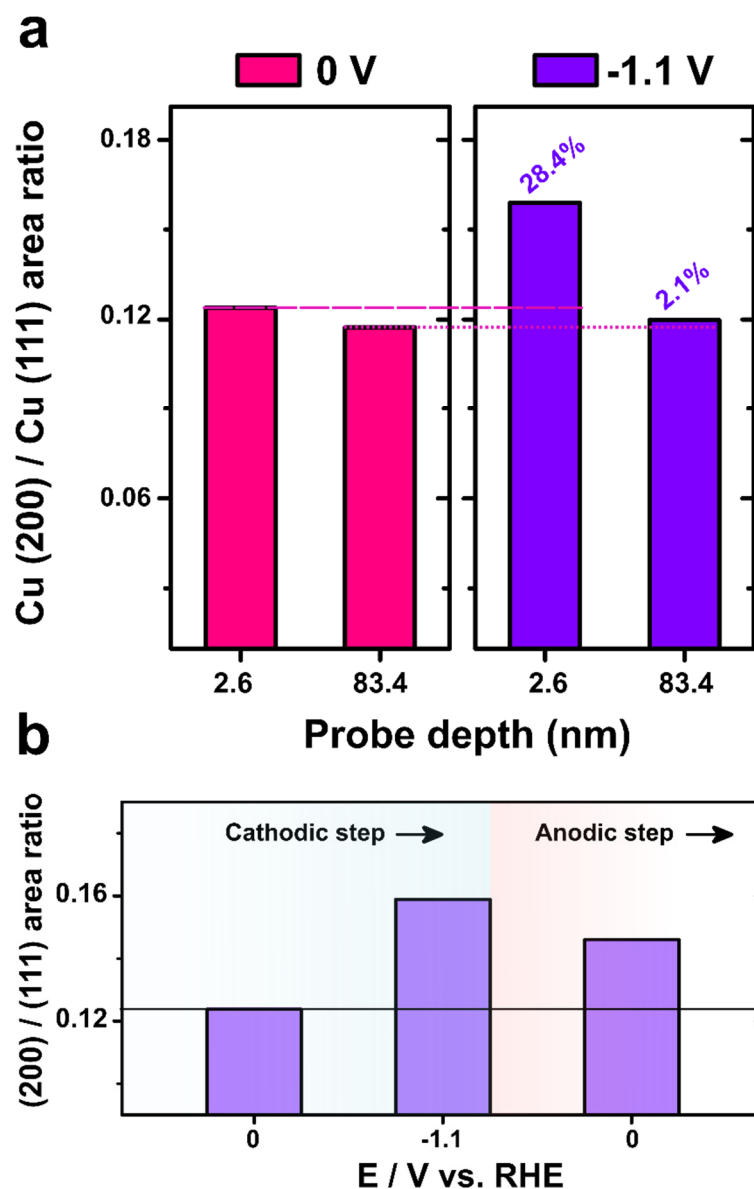 a
0 V
-1.1 V
Cu (200) / Cu (111) area ratio
0.18
0.12
0.06
28.4%
2.1%
2.6
83.4
2.6
83.4
Probe depth (nm)
b
(200) / (111) area ratio
0.16
0.12
Cathodic step
Anodic step
0
-1.1
0
E / V vs. RHE